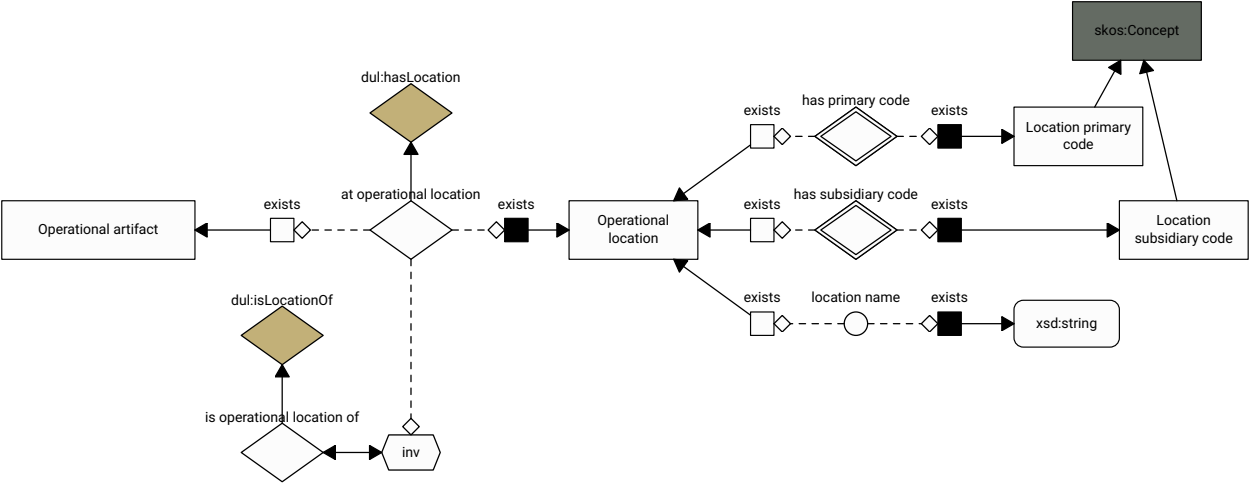 skos:Concept
dul:hasLocation
has primary code
exists
exists
Location primary
code
at operational location
exists
exists
has subsidiary code
exists
exists
Operational artifact
Operational
location
Location
subsidiary code
dul:isLocationOf
exists
location name
exists
xsd:string
is operational location of
inv